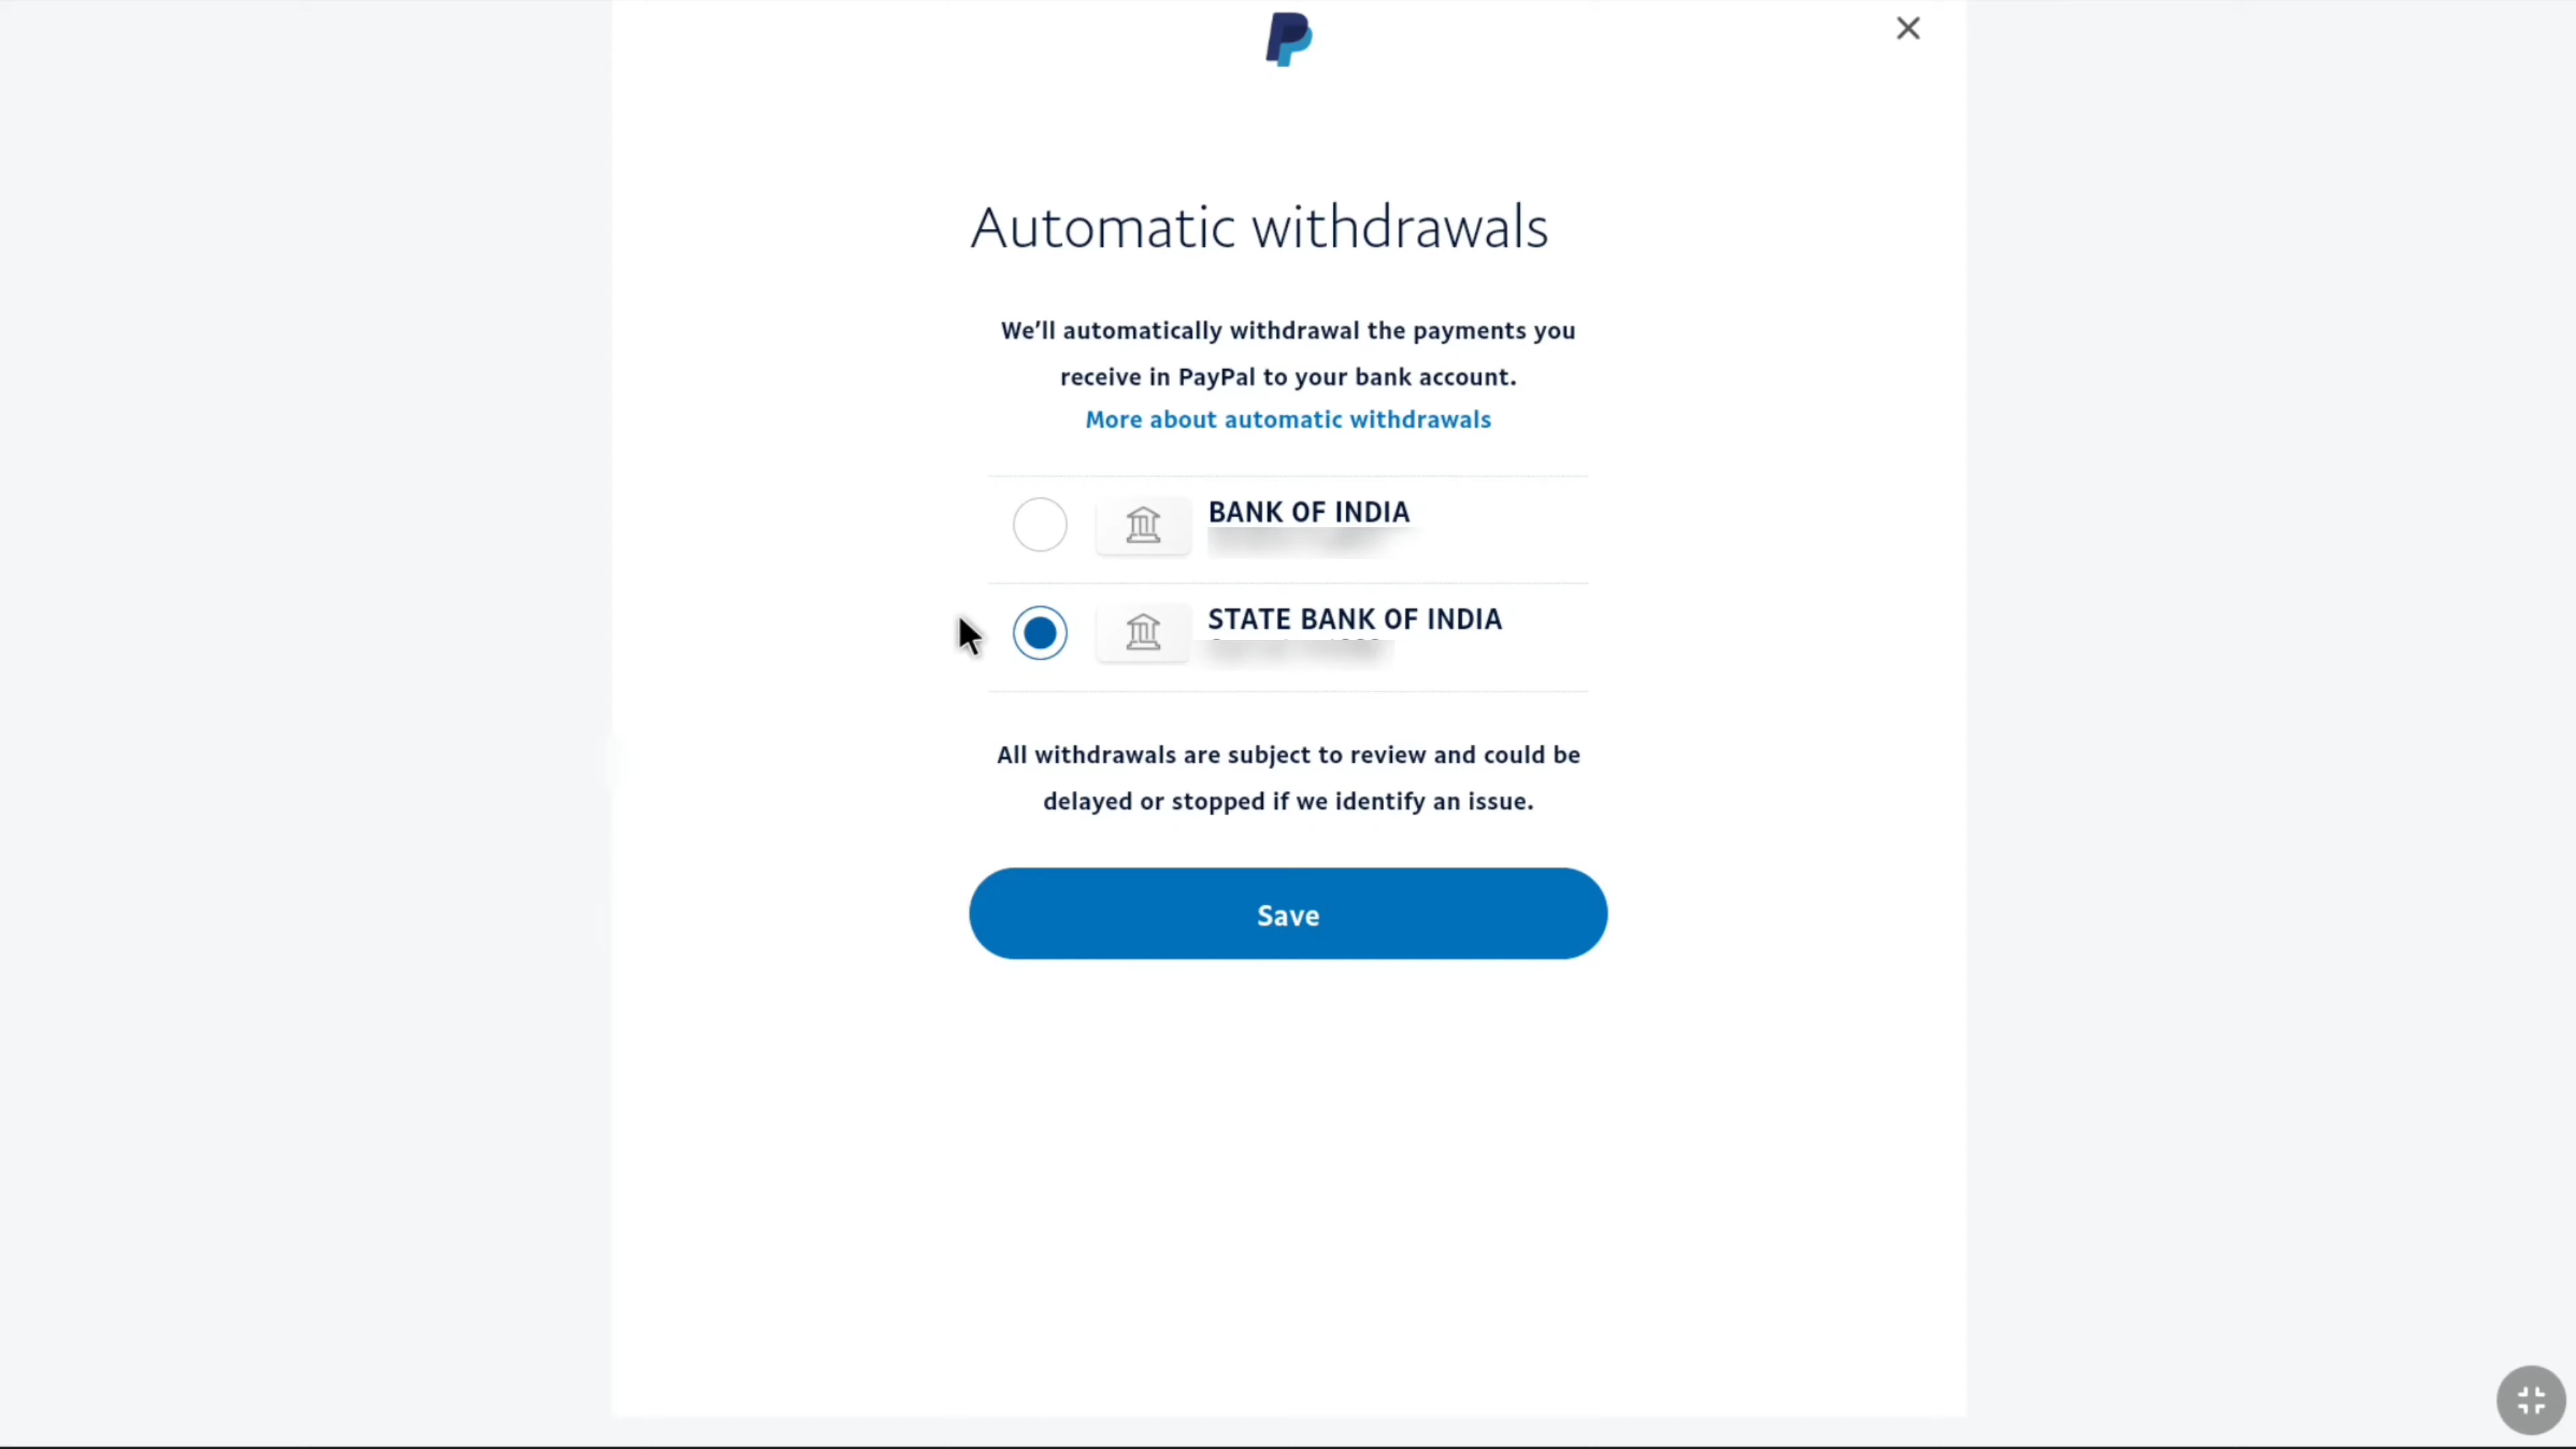 Automatic withdrawals
We’ll automatically withdrawal the payments you
receive in PayPal to your bank account.
More about automatic withdrawals
BANK OF INDIA
STATE BANK OF INDIA
All withdrawals are subject to review and could be
delayed or stopped if we identify an issue.
Save